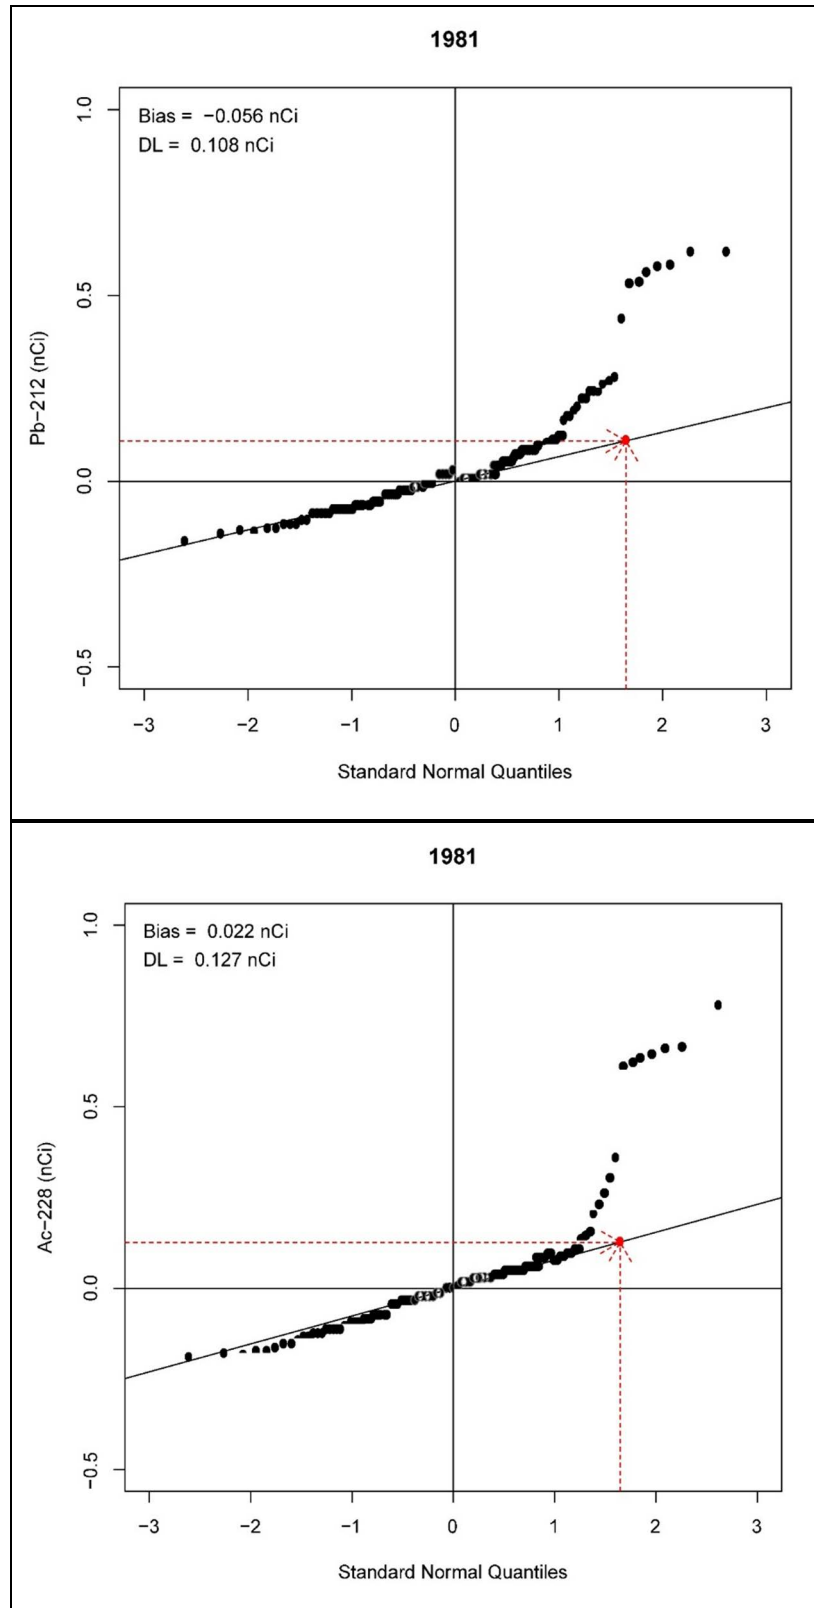 1981
Bias = −0.056 nCi
DL = 0.108 nCi
1.0
0.5
0.0
−0.5
Pb−212 (nCi)
−3 −2 −1 0 1 2 3
Standard Normal Quantiles
1981
Bias = 0.022 nCi
DL = 0.127 nCi
1.0
0.5
0.0
−0.5
Ac−228 (nCi)
−3 −2 −1 0 1 2 3
Standard Normal Quantiles